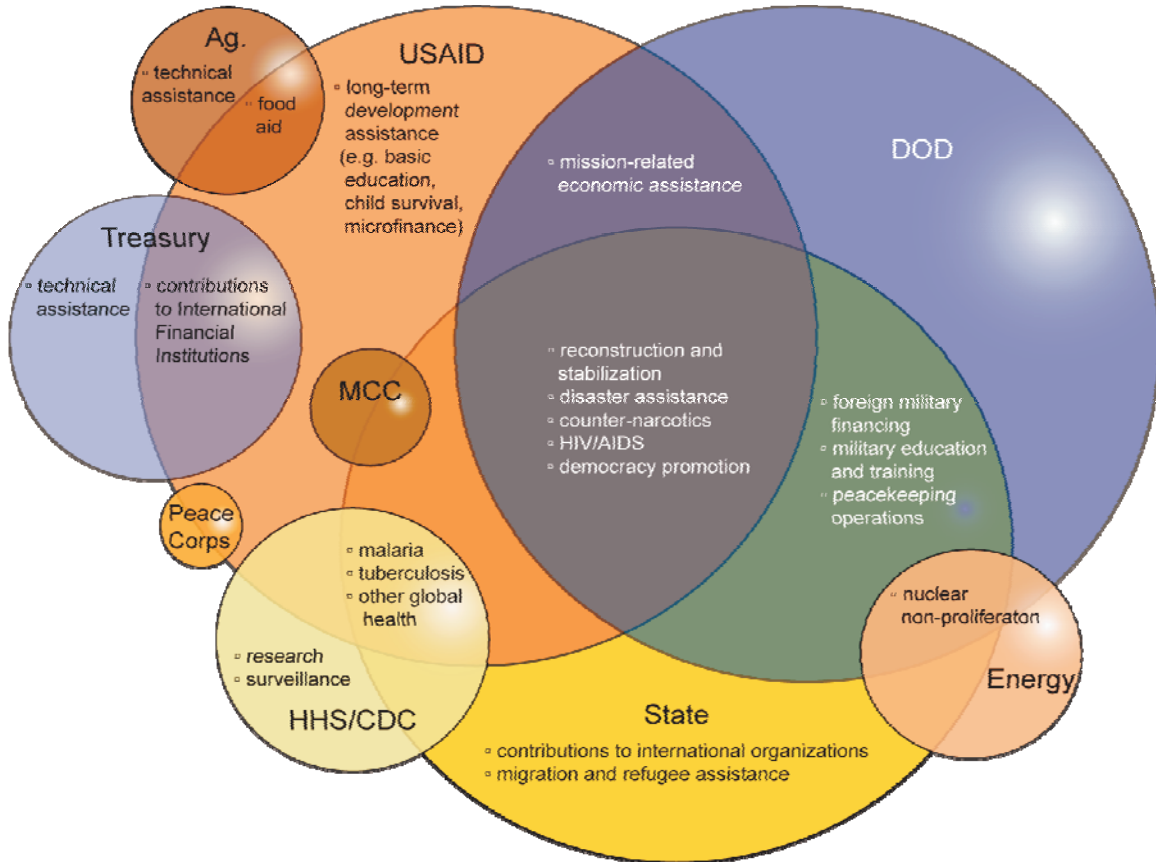 Ag.
▫ technical
assistance
▫ food
aid
USAID
▫ long-term
development
assistance
(e.g. basic
education,
child survival,
microfinance)
▫ mission-related
economic assistance
DOD
Treasury
▫ technical
assistance
▫ contributions
to International
Financial
Institutions
MCC
▫ reconstruction and
stabilization
▫ disaster assistance
▫ counter-narcotics
▫ HIV/AIDS
▫ democracy promotion
▫ foreign military
financing
▫ military education
and training
▫ peacekeeping
operations
Peace
Corps
▫ malaria
▫ tuberculosis
▫ other global
health
▫ research
▫ surveillance
HHS/CDC
▫ nuclear
non-proliferaton
Energy
State
▫ contributions to international organizations
▫ migration and refugee assistance